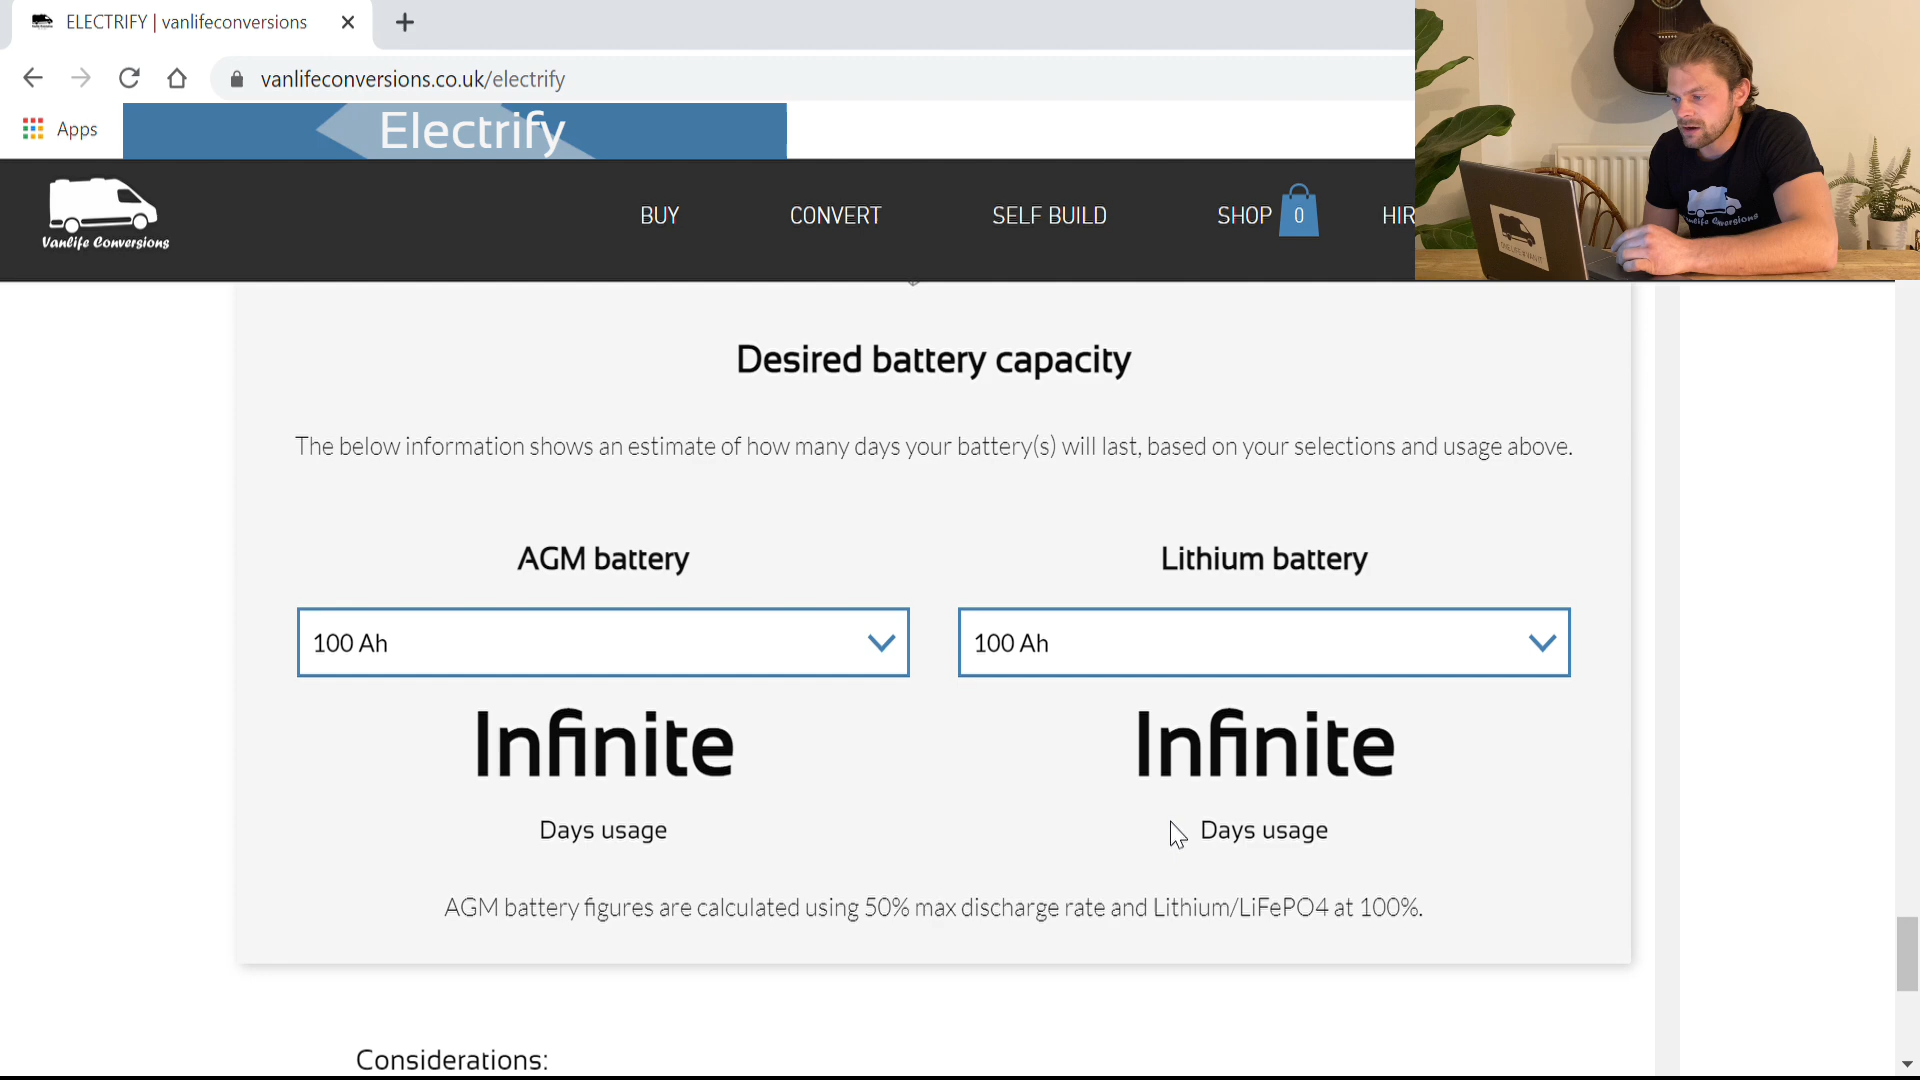 ELECTRIFY | vanlifeconversions
vanlifeconversions.co.uk/electrify
Apps
Electrify
Vanlife Conversions
BUY
CONVERT
SELF BUILD
SHOP
0
HIR
Vanlife Conversions
Desired battery capacity
The below information shows an estimate of how many days your battery(s) will last, based on your selections and usage above.
AGM battery
Lithium battery
100 Ah
100 Ah
Infinite
Infinite
Days usage
Days usage
AGM battery figures are calculated using 50% max discharge rate and Lithium/LiFePO4 at 100%.
Considerations: